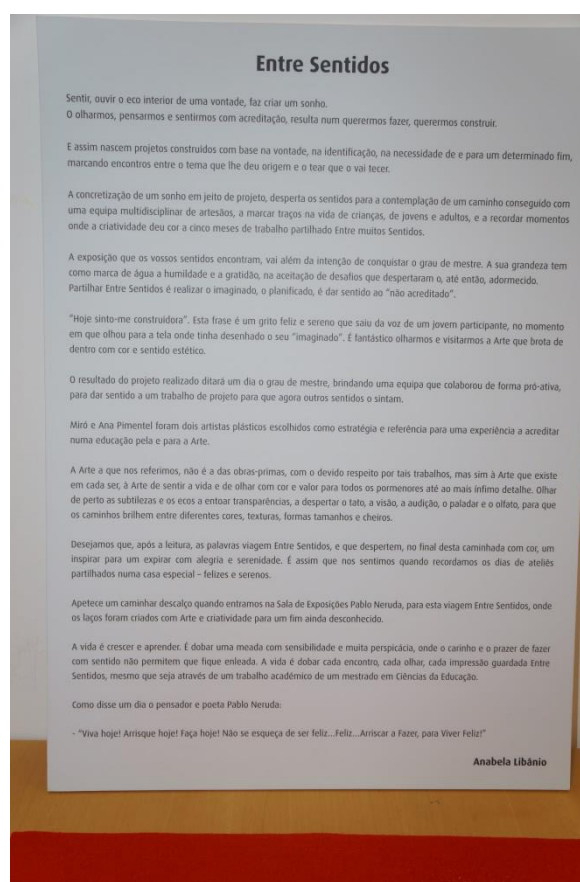 Entre Sentidos
Sentir, ouvir o eco interior de uma vontade, faz criar um sonho.
O olharmos, pensarmos e sentirmos com acreditação, resulta num querermos fazer, querermos construir.
E assim nascem projetos construídos com base na vontade, na identificação, na necessidade de e para um determinado fim,
marcando encontros entre o tema que lhe deu origem e o tear que o vai tecer.
A concretização de um sonho em jeito de projeto, desperta os sentidos para a contemplação de um caminho conseguido com
uma equipa multidisciplinar de artesãos, a marcar traços na vida de crianças, de jovens e adultos, e a recordar momentos
onde a criatividade deu cor a cinco meses de trabalho partilhado Entre muitos Sentidos.
A exposição que os vossos sentidos encontram, vai além da intenção de conquistar o grau de mestre. A sua grandeza tem
como marca de água a humildade e a gratidão, na aceitação de desafios que despertaram o, até então, adormecido.
Partilhar Entre Sentidos é realizar o imaginado, o planificado, é dar sentido ao "não acreditado".
"Hoje sinto-me construidora". Esta frase é um grito feliz e sereno que saiu da voz de um jovem participante, no momento
em que olhou para a tela onde tinha desenhado o seu "imaginado". É fantástico olharmos e visitarmos a Arte que brota de
dentro com cor e sentido estético.
O resultado do projeto realizado ditará um dia o grau de mestre, brindando uma equipa que colaborou de forma pró-ativa,
para dar sentido a um trabalho de projeto para que agora outros sentidos o sintam.
Miró e Ana Pimentel foram dois artistas plásticos escolhidos como estratégia e referência para uma experiência a acreditar
numa educação pela e para a Arte.
A Arte a que nos referimos, não é a das obras-primas, com o devido respeito por tais trabalhos, mas sim à Arte que existe
em cada ser, à Arte de sentir a vida e de olhar com cor e valor para todos os pormenores até ao mais ínfimo detalhe. Olhar
de perto as subtilezas e os ecos a entoar transparências, a despertar o tato, a visão, a audição, o paladar e o olfato, para que
os caminhos brilhem entre diferentes cores, texturas, formas tamanhos e cheiros.
Desejamos que, após a leitura, as palavras viagem Entre Sentidos, e que despertem, no final desta caminhada com cor, um
inspirar para um expirar com alegria e serenidade. É assim que nos sentimos quando recordamos os dias de ateliês
partilhados numa casa especial – felizes e serenos.
Apetece um caminhar descalço quando entramos na Sala de Exposições Pablo Neruda, para esta viagem Entre Sentidos, onde
os laços foram criados com Arte e criatividade para um fim ainda desconhecido.
A vida é crescer e aprender. É dobar uma meada com sensibilidade e muita perspicácia, onde o carinho e o prazer de fazer
com sentido não permitem que fique enleada. A vida é dobar cada encontro, cada olhar, cada impressão guardada Entre
Sentidos, mesmo que seja através de um trabalho académico de um mestrado em Ciências da Educação.
Como disse um dia o pensador e poeta Pablo Neruda:
- "Viva hoje! Arrisque hoje! Faça hoje! Não se esqueça de ser feliz...Feliz...Arriscar a Fazer, para Viver Feliz!"
Anabela Libânio